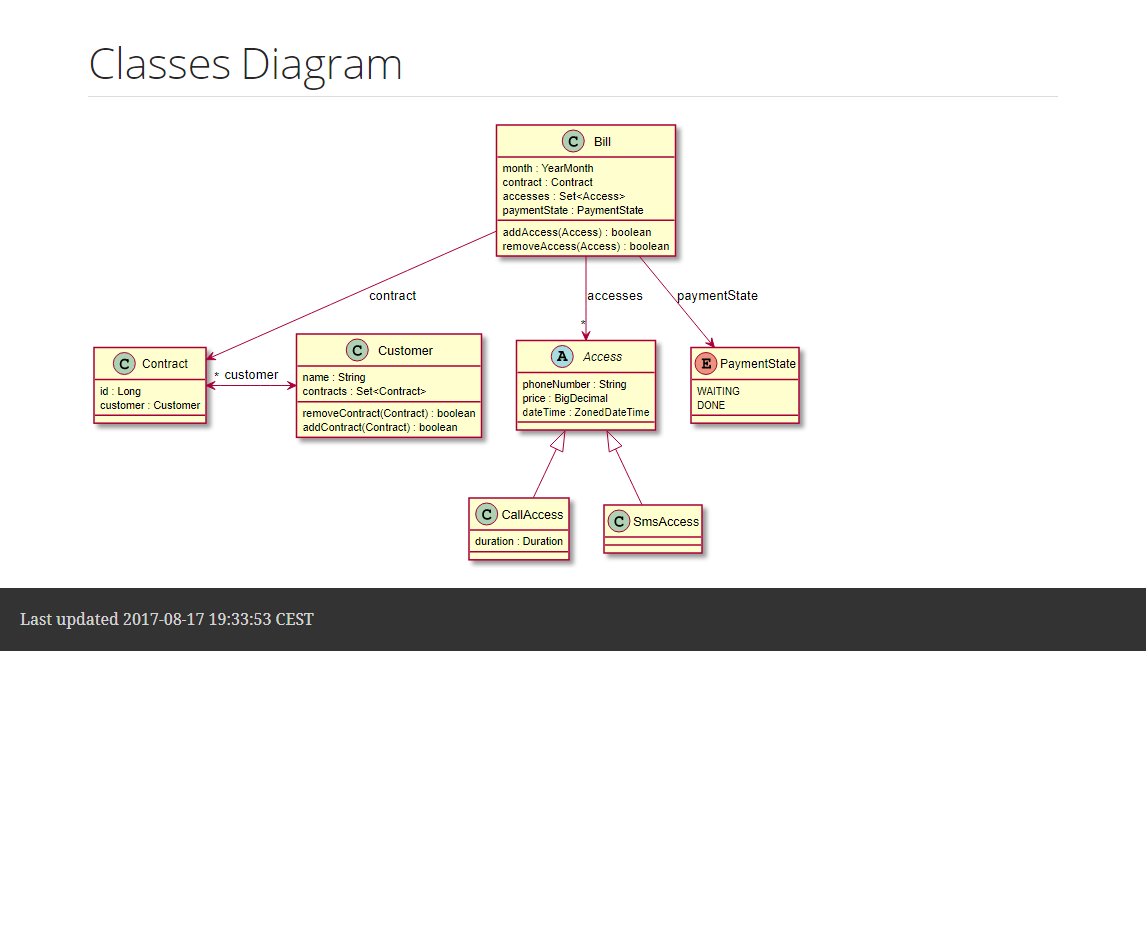 Classes Diagram
C Bill
month : YearMonth
contract : Contract
accesses : Set<Access>
paymentState : PaymentState
addAccess(Access) : boolean
removeAccess(Access) : boolean
contract
accesses
paymentState
*
C Contract
id : Long
customer : Customer
* customer
C Customer
name : String
contracts : Set<Contract>
removeContract(Contract) : boolean
addContract(Contract) : boolean
A Access
phoneNumber : String
price : BigDecimal
dateTime : ZonedDateTime
E PaymentState
WAITING
DONE
C CallAccess
duration : Duration
C SmsAccess
Last updated 2017-08-17 19:33:53 CEST